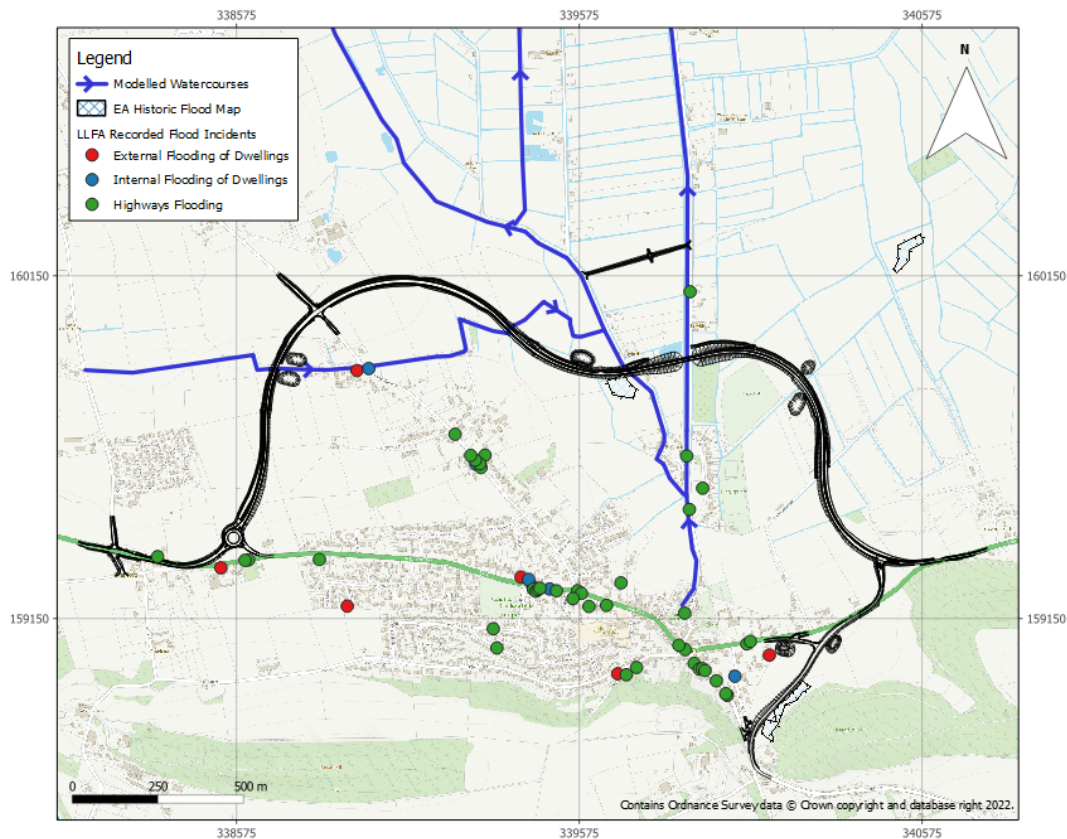 338575 339575 340575
N
Legend
Modelled Watercourses
EA Historic Flood Map
LLFA Recorded Flood Incidents
External Flooding of Dwellings
Internal Flooding of Dwellings
Highways Flooding
160150 160150
159150 159150
0 250 500 m
Contains Ordnance Survey data © Crown copyright and database right 2022.
338575 339575 340575